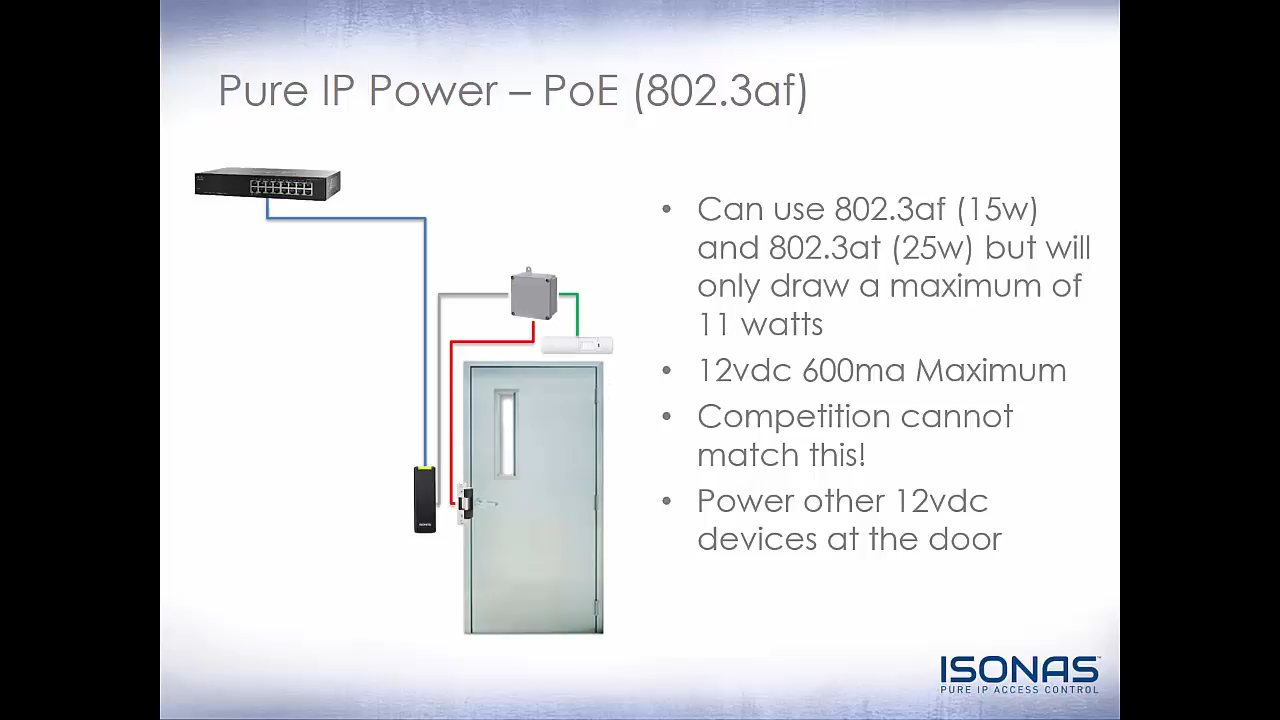 Pure IP Power – PoE (802.3af)
• Can use 802.3af (15w)
and 802.3at (25w) but will
only draw a maximum of
11 watts
• 12vdc 600ma Maximum
• Competition cannot
match this!
• Power other 12vdc
devices at the door
ISONAS
ISONAS™
PURE IP ACCESS CONTROL